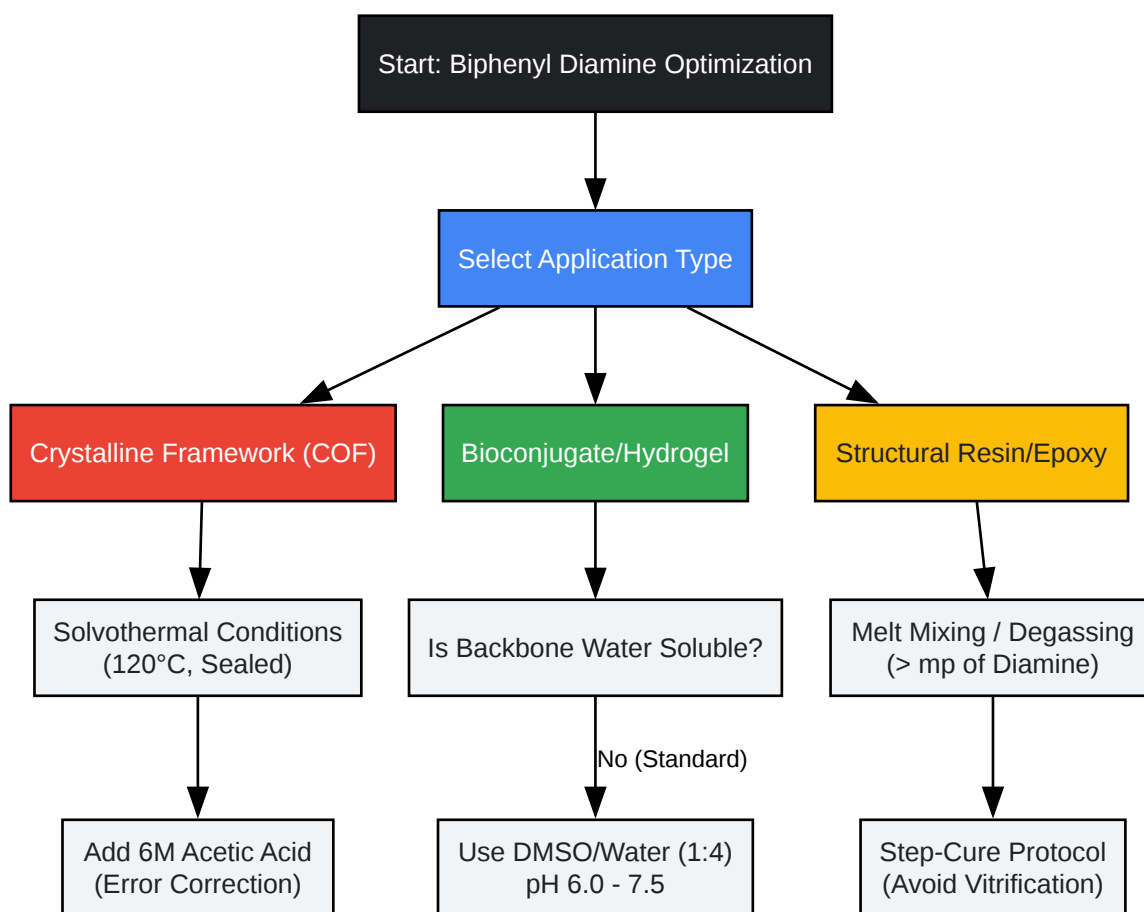 Start: Biphenyl Diamine Optimization
Select Application Type
Crystalline Framework (COF)
Bioconjugate/Hydrogel
Structural Resin/Epoxy
Solvothermal Conditions
(120°C, Sealed)
Is Backbone Water Soluble?
Melt Mixing / Degassing
(> mp of Diamine)
No (Standard)
Add 6M Acetic Acid
(Error Correction)
Use DMSO/Water (1:4)
pH 6.0 - 7.5
Step-Cure Protocol
(Avoid Vitrification)